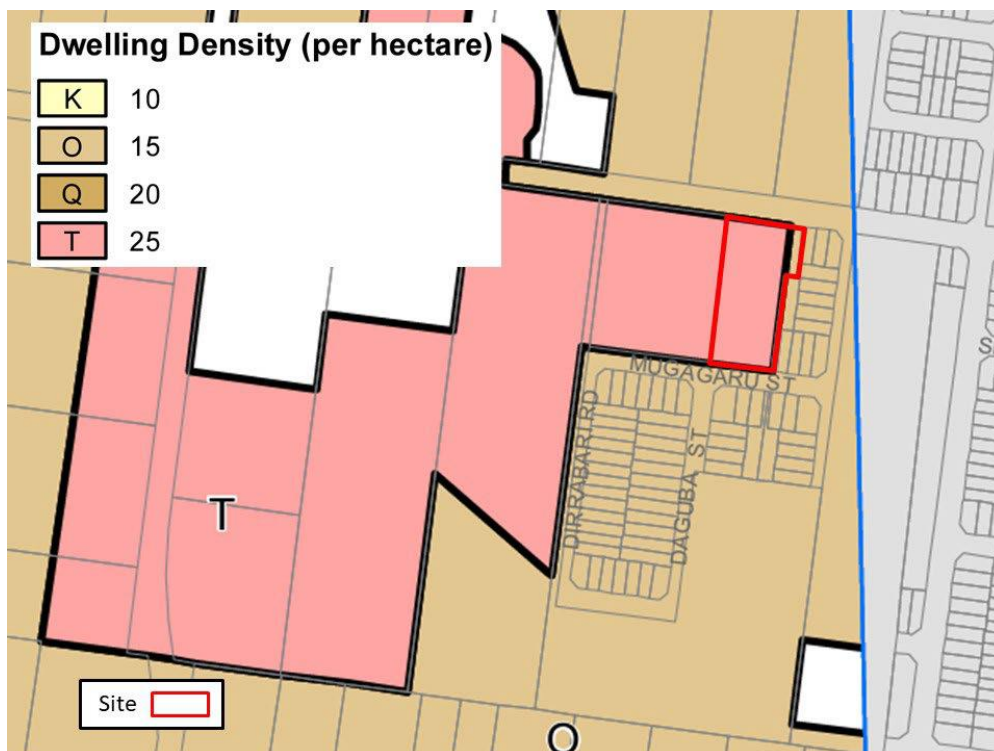 Dwelling Density (per hectare)
K 10
O 15
Q 20
T 25
MUGAGARU ST
DIRRABARI RD
DAGUBA ST
S
T
Site
O